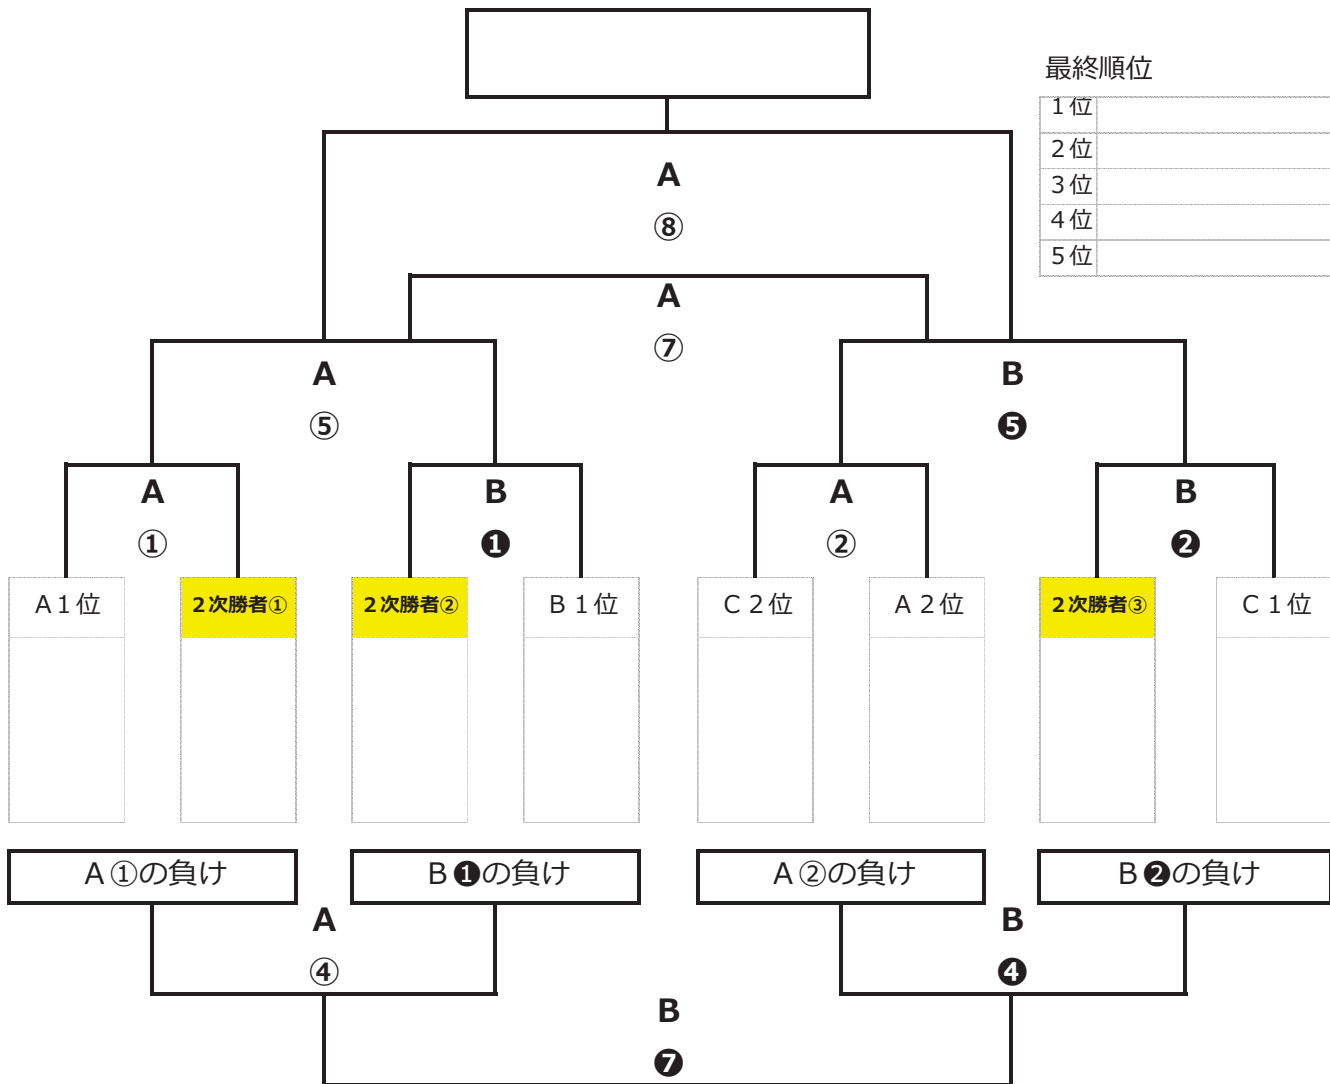 最終順位
１位
２位
３位
４位
５位
A
⑧
A
⑦
A
⑤
B
❺
A
①
B
❶
A
②
B
❷
A１位
２次勝者①
２次勝者②
B１位
C２位
A２位
２次勝者③
C１位
A①の負け
B❶の負け
A②の負け
B❷の負け
A
④
B
❹
B
❼